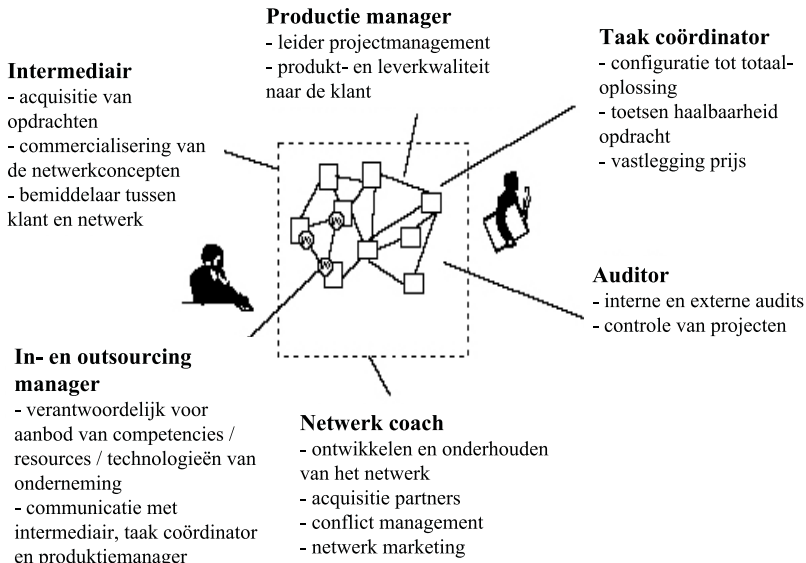 Productie manager
- leider projectmanagement
- produkt- en leverkwaliteit
naar de klant
Taak coördinator
- configuratie tot totaal-
oplossing
- toetsen haalbaarheid
opdracht
- vastlegging prijs
Intermediair
- acquisitie van
opdrachten
- commercialisering van
de netwerkconcepten
- bemiddelaar tussen
klant en netwerk
Auditor
- interne en externe audits
- controle van projecten
In- en outsourcing
manager
- verantwoordelijk voor
aanbod van competencies /
resources / technologieën van
onderneming
- communicatie met
intermediair, taak coördinator
en produktiemanager
Netwerk coach
- ontwikkelen en onderhouden
van het netwerk
- acquisitie partners
- conflict management
- netwerk marketing